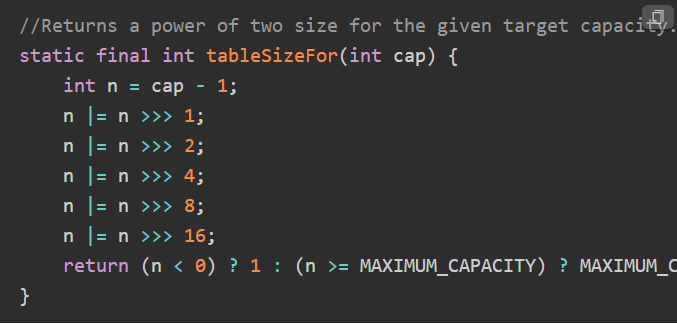 //Returns a power of two size for the given target capacity.
static final int tableSizeFor(int cap) {
    int n = cap - 1;
    n |= n >>> 1;
    n |= n >>> 2;
    n |= n >>> 4;
    n |= n >>> 8;
    n |= n >>> 16;
    return (n < 0) ? 1 : (n >= MAXIMUM_CAPACITY) ? MAXIMUM_C
}